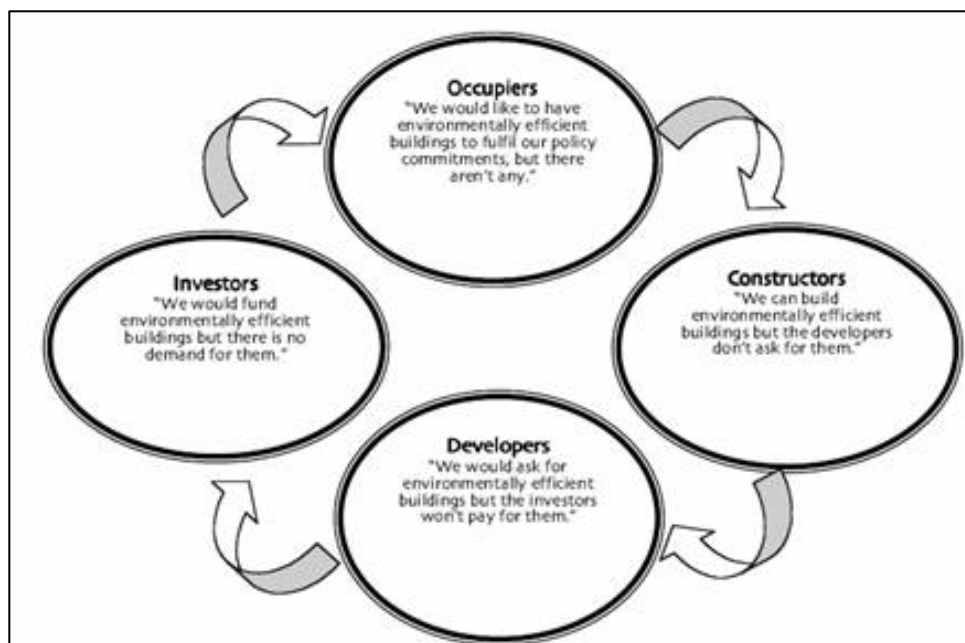 Occupiers
"We would like to have
environmentally efficient
buildings to fulfil our policy
commitments, but there
aren't any."
Investors
"We would fund
environmentally efficient
buildings but there is no
demand for them."
Constructors
"We can build
environmentally efficient
buildings but the developers
don't ask for them."
Developers
"We would ask for
environmentally efficient
buildings but the investors
won't pay for them."